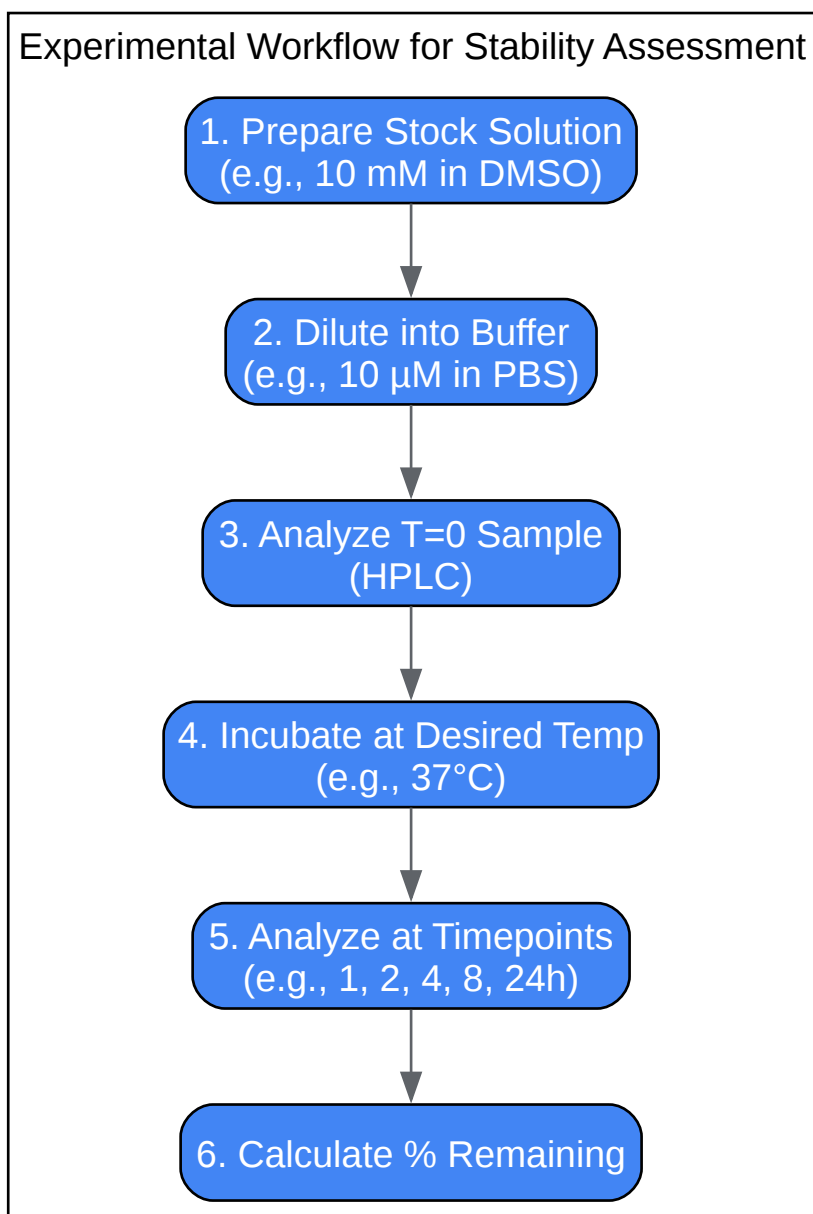 Experimental Workflow for Stability Assessment
1. Prepare Stock Solution
(e.g., 10 mM in DMSO)
2. Dilute into Buffer
(e.g., 10 µM in PBS)
3. Analyze T=0 Sample
(HPLC)
4. Incubate at Desired Temp
(e.g., 37°C)
5. Analyze at Timepoints
(e.g., 1, 2, 4, 8, 24h)
6. Calculate % Remaining